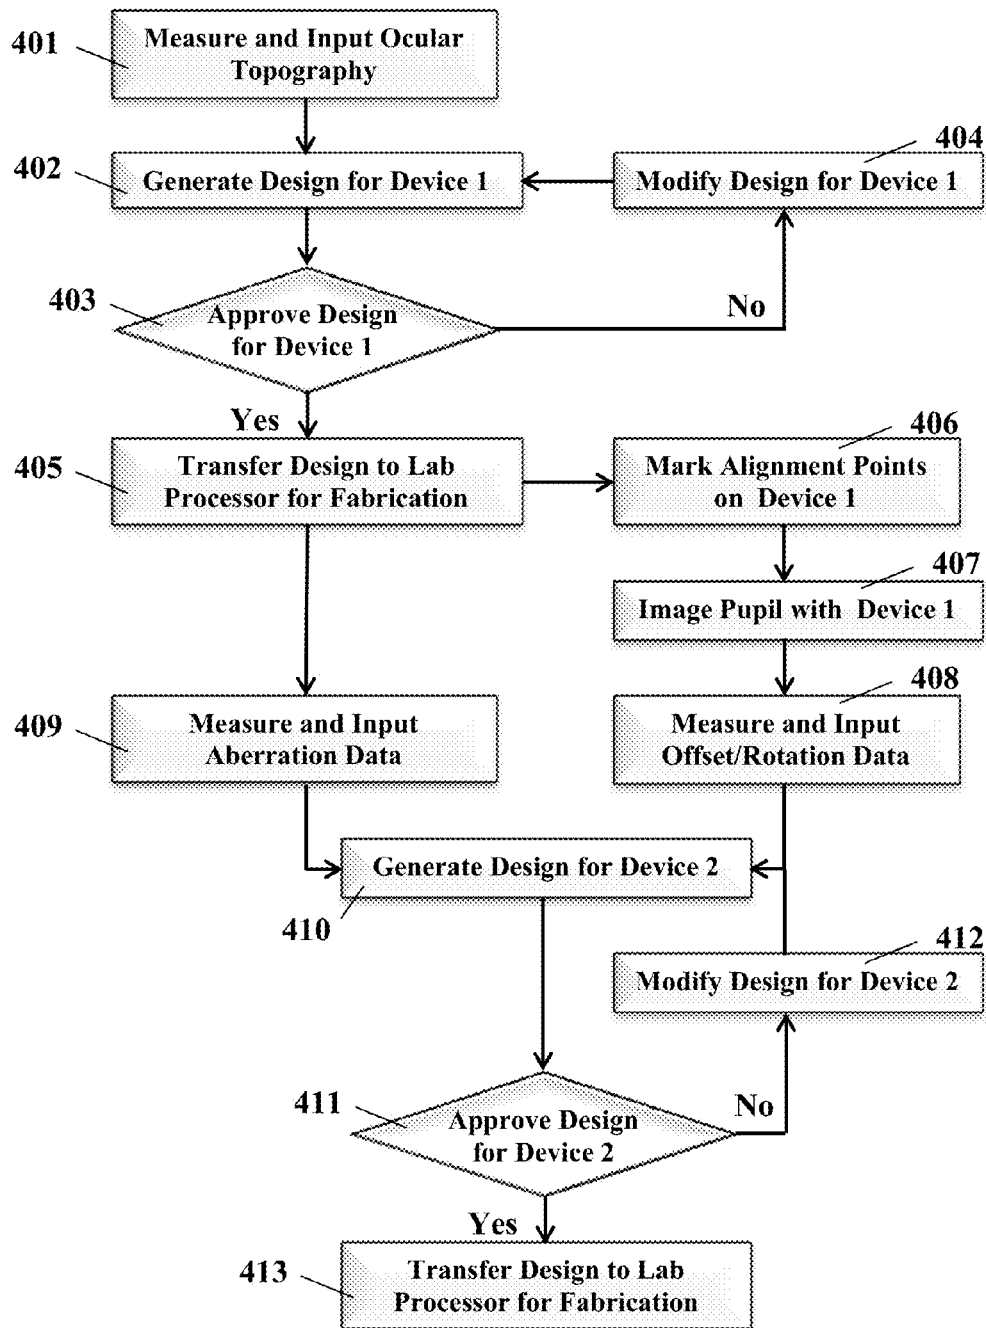 401
Measure and Input Ocular
Topography
402
Generate Design for Device 1
404
Modify Design for Device 1
403
Approve Design
for Device 1
No
Yes
405
Transfer Design to Lab
Processor for Fabrication
406
Mark Alignment Points
on Device 1
407
Image Pupil with Device 1
408
Measure and Input
Offset/Rotation Data
409
Measure and Input
Aberration Data
Generate Design for Device 2
410
412
Modify Design for Device 2
411
Approve Design
for Device 2
No
Yes
413
Transfer Design to Lab
Processor for Fabrication